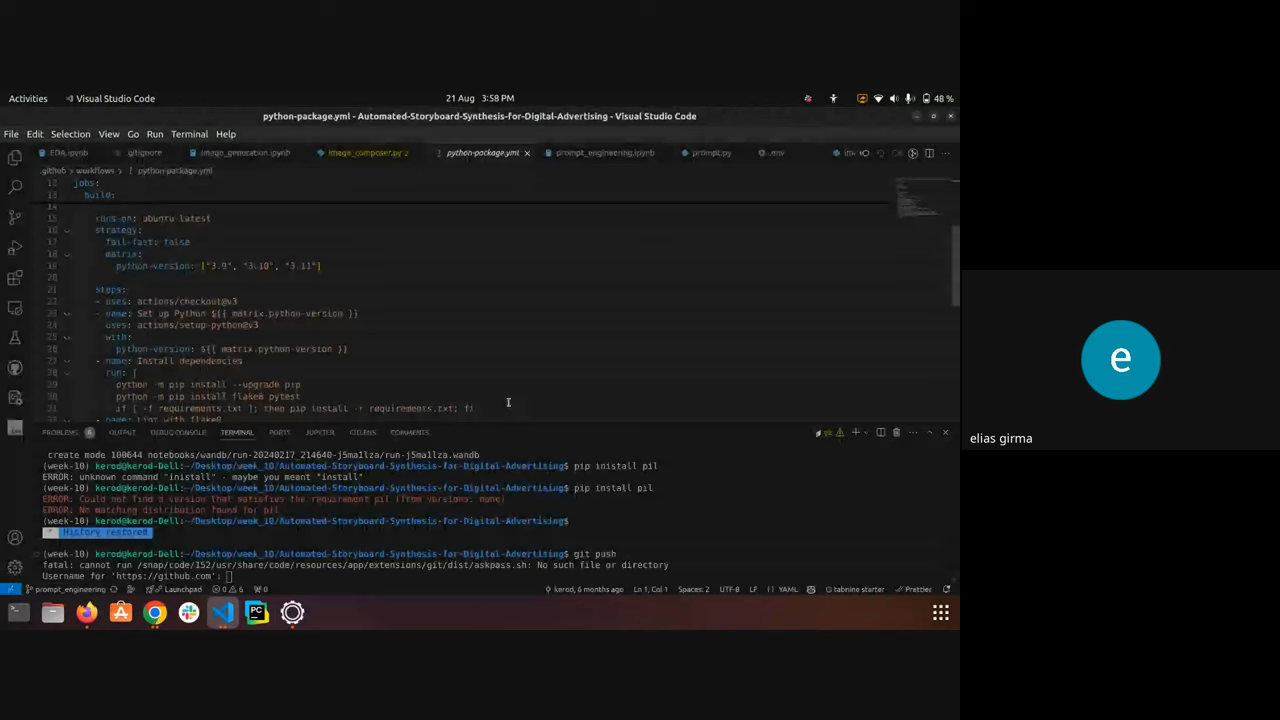 Activities Visual Studio Code 21 Aug 3:58 PM 48 %
python-package.yml - Automated-Storyboard-Synthesis-for-Digital-Advertising - Visual Studio Code
File Edit Selection View Go Run Terminal Help
EDA.ipynb .gitignore image_generation.ipynb image_composer.py 2 python-package.yml prompt_engineering.ipynb prompt.py
.github > workflows > python-package.yml
12 jobs:
13 build:
14
15 runs-on: ubuntu-latest
16 strategy:
17 fail-fast: false
18 matrix:
19 python-version: ["3.9", "3.10", "3.11"]
20
21 steps:
22 - uses: actions/checkout@v3
23 - name: Set up Python ${{ matrix.python-version }}
24 uses: actions/setup-python@v3
25 with:
26 python-version: ${{ matrix.python-version }}
27 - name: Install dependencies
28 run: |
29 python -m pip install --upgrade pip
30 python -m pip install flake8 pytest
31 if [ -f requirements.txt ]; then pip install -r requirements.txt; fi
- name: Lint with flake8
PROBLEMS 6 OUTPUT DEBUG CONSOLE TERMINAL PORTS JUPYTER GITLENS COMMENTS
create mode 100644 notebooks/wandb/run-20240217_214640-j5ma1lza/run-j5ma1lza.wandb
(week-10) kerod@kerod-Dell:~/Desktop/week_10/Automated-Storyboard-Synthesis-for-Digital-Advertising$ pip inistall pil
ERROR: unknown command "inistall" - maybe you meant "install"
(week-10) kerod@kerod-Dell:~/Desktop/week_10/Automated-Storyboard-Synthesis-for-Digital-Advertising$ pip install pil
ERROR: Could not find a version that satisfies the requirement pil (from versions: none)
ERROR: No matching distribution found for pil
(week-10) kerod@kerod-Dell:~/Desktop/week_10/Automated-Storyboard-Synthesis-for-Digital-Advertising$
* History restored
(week-10) kerod@kerod-Dell:~/Desktop/week_10/Automated-Storyboard-Synthesis-for-Digital-Advertising$ git push
fatal: cannot run /snap/code/152/usr/share/code/resources/app/extensions/git/dist/askpass.sh: No such file or directory
Username for 'https://github.com':
prompt_engineering Launchpad 0 6 0 kerod, 6 months ago Ln 1, Col 1 Spaces: 2 UTF-8 LF YAML tabnine starter Prettier
e
elias girma